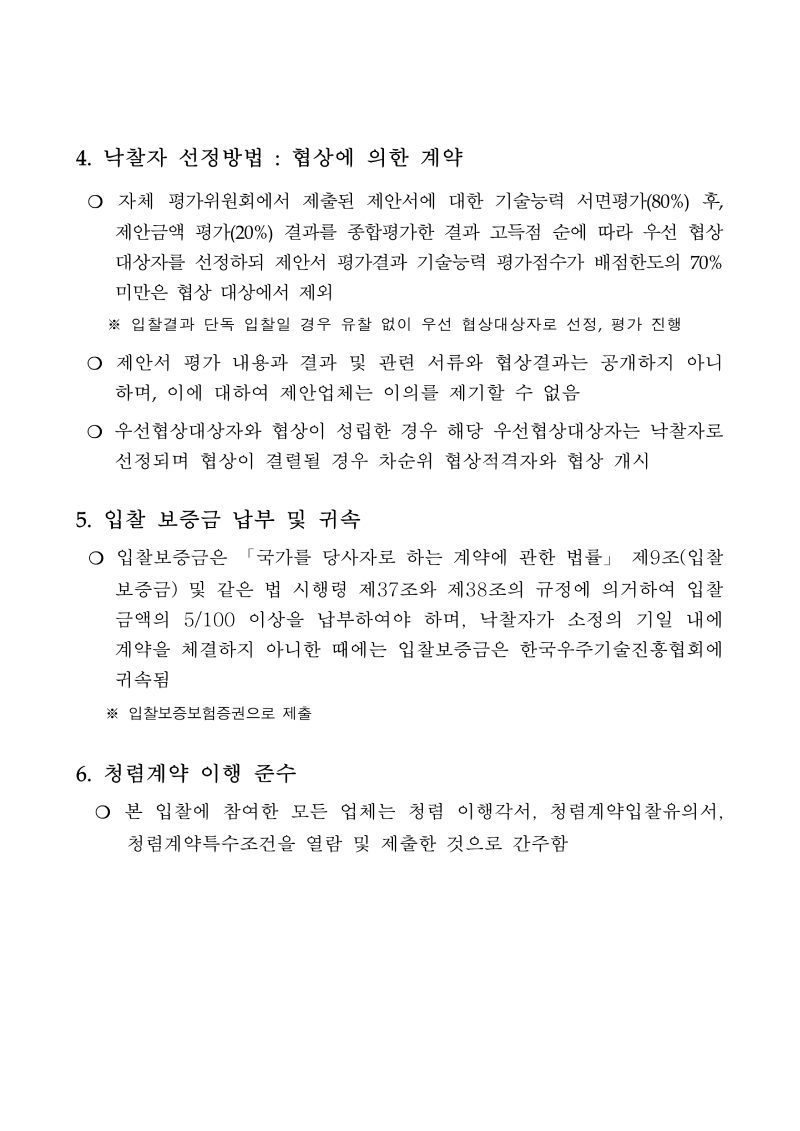 4. 낙찰자 선정방법 : 협상에 의한 계약
❍ 자체 평가위원회에서 제출된 제안서에 대한 기술능력 서면평가(80%) 후,
제안금액 평가(20%) 결과를 종합평가한 결과 고득점 순에 따라 우선 협상
대상자를 선정하되 제안서 평가결과 기술능력 평가점수가 배점한도의 70%
미만은 협상 대상에서 제외
※ 입찰결과 단독 입찰일 경우 유찰 없이 우선 협상대상자로 선정, 평가 진행
❍ 제안서 평가 내용과 결과 및 관련 서류와 협상결과는 공개하지 아니
하며, 이에 대하여 제안업체는 이의를 제기할 수 없음
❍ 우선협상대상자와 협상이 성립한 경우 해당 우선협상대상자는 낙찰자로
선정되며 협상이 결렬될 경우 차순위 협상적격자와 협상 개시
5. 입찰 보증금 납부 및 귀속
❍ 입찰보증금은 「국가를 당사자로 하는 계약에 관한 법률」 제9조(입찰
보증금) 및 같은 법 시행령 제37조와 제38조의 규정에 의거하여 입찰
금액의 5/100 이상을 납부하여야 하며, 낙찰자가 소정의 기일 내에
계약을 체결하지 아니한 때에는 입찰보증금은 한국우주기술진흥협회에
귀속됨
※ 입찰보증보험증권으로 제출
6. 청렴계약 이행 준수
❍ 본 입찰에 참여한 모든 업체는 청렴 이행각서, 청렴계약입찰유의서,
청렴계약특수조건을 열람 및 제출한 것으로 간주함